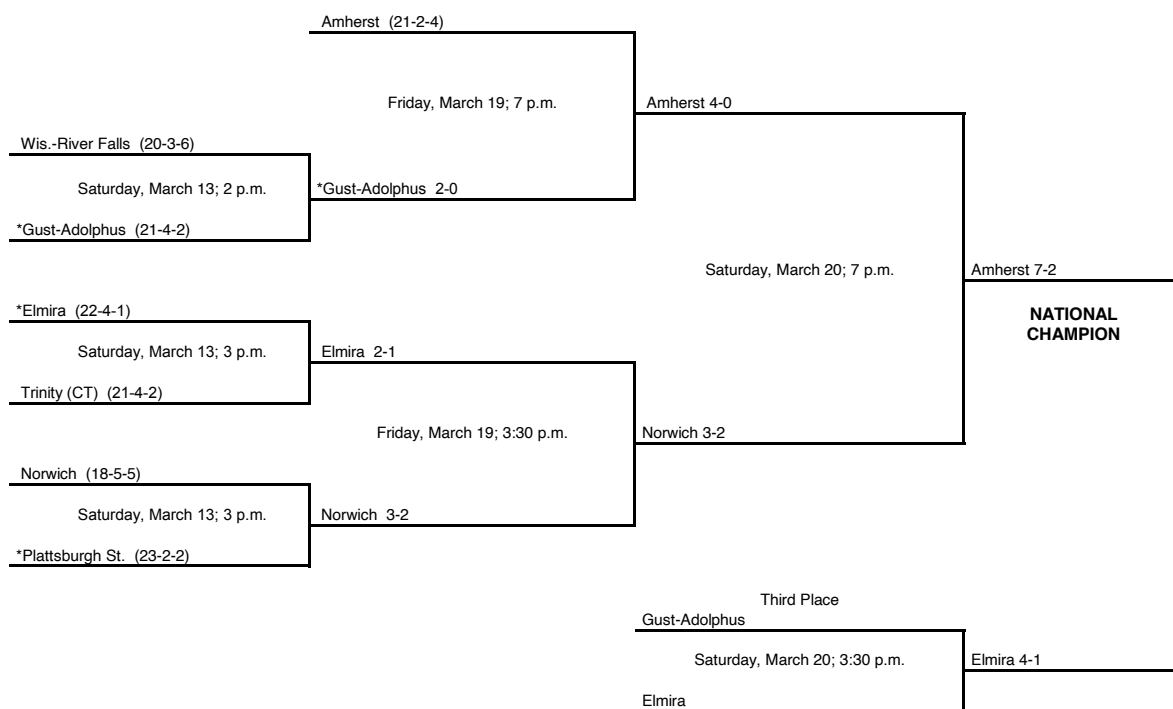 Amherst (21-2-4)
Friday, March 19; 7 p.m.
Amherst 4-0
Wis.-River Falls (20-3-6)
Saturday, March 13; 2 p.m.
*Gust-Adolphus 2-0
*Gust-Adolphus (21-4-2)
Saturday, March 20; 7 p.m.
Amherst 7-2
*Elmira (22-4-1)
NATIONAL
CHAMPION
Saturday, March 13; 3 p.m.
Elmira 2-1
Trinity (CT) (21-4-2)
Friday, March 19; 3:30 p.m.
Norwich 3-2
Norwich (18-5-5)
Saturday, March 13; 3 p.m.
Norwich 3-2
*Plattsburgh St. (23-2-2)
Third Place
Gust-Adolphus
Saturday, March 20; 3:30 p.m.
Elmira 4-1
Elmira